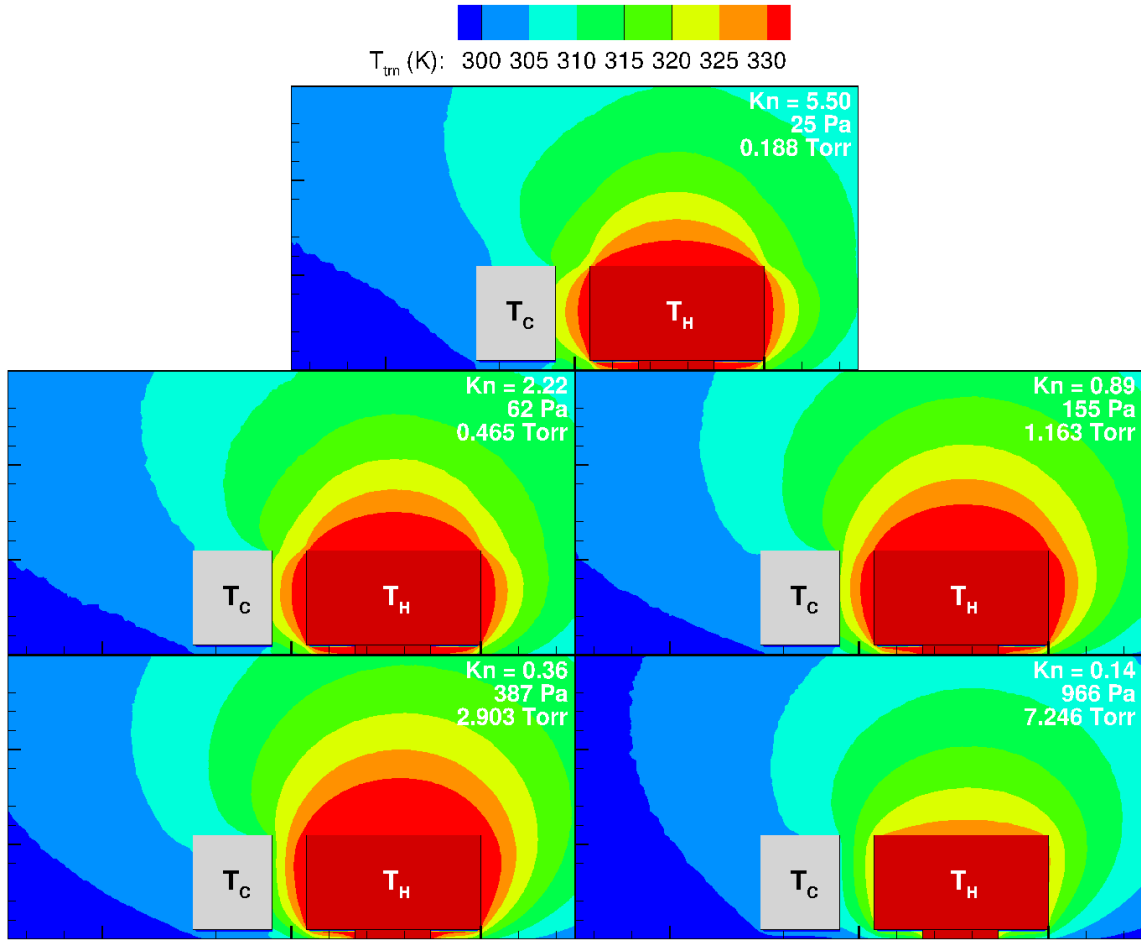 T_trn (K): 300 305 310 315 320 325 330
Kn = 5.50
25 Pa
0.188 Torr
T_C
T_H
Kn = 2.22
62 Pa
0.465 Torr
T_C
T_H
Kn = 0.89
155 Pa
1.163 Torr
T_C
T_H
Kn = 0.36
387 Pa
2.903 Torr
T_C
T_H
Kn = 0.14
966 Pa
7.246 Torr
T_C
T_H